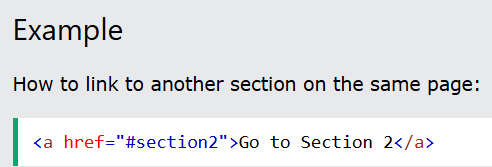 Example
How to link to another section on the same page:
<a href="#section2">Go to Section 2</a>